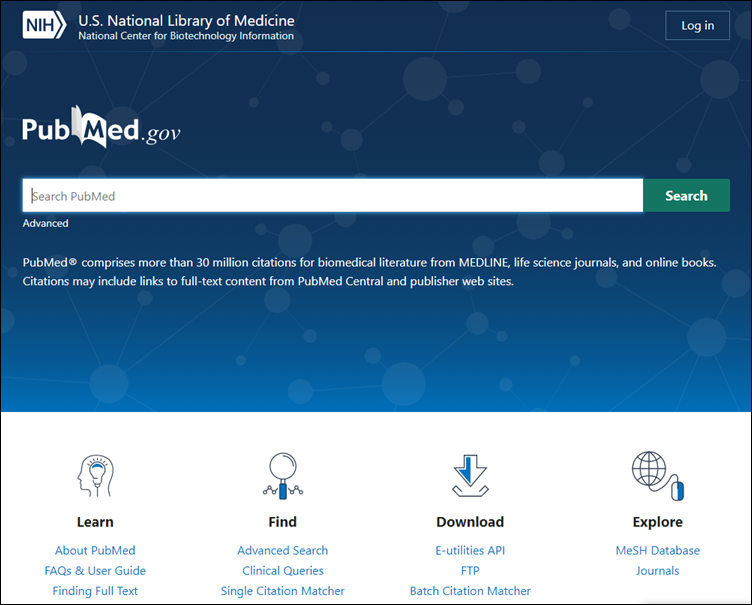 NIH
U.S. National Library of Medicine
National Center for Biotechnology Information
Log in
PubMed.gov
Search PubMed
Search
Advanced
PubMed® comprises more than 30 million citations for biomedical literature from MEDLINE, life science journals, and online books.
Citations may include links to full-text content from PubMed Central and publisher web sites.
Learn
Find
Download
Explore
About PubMed
Advanced Search
E-utilities API
MeSH Database
FAQs & User Guide
Clinical Queries
FTP
Journals
Finding Full Text
Single Citation Matcher
Batch Citation Matcher